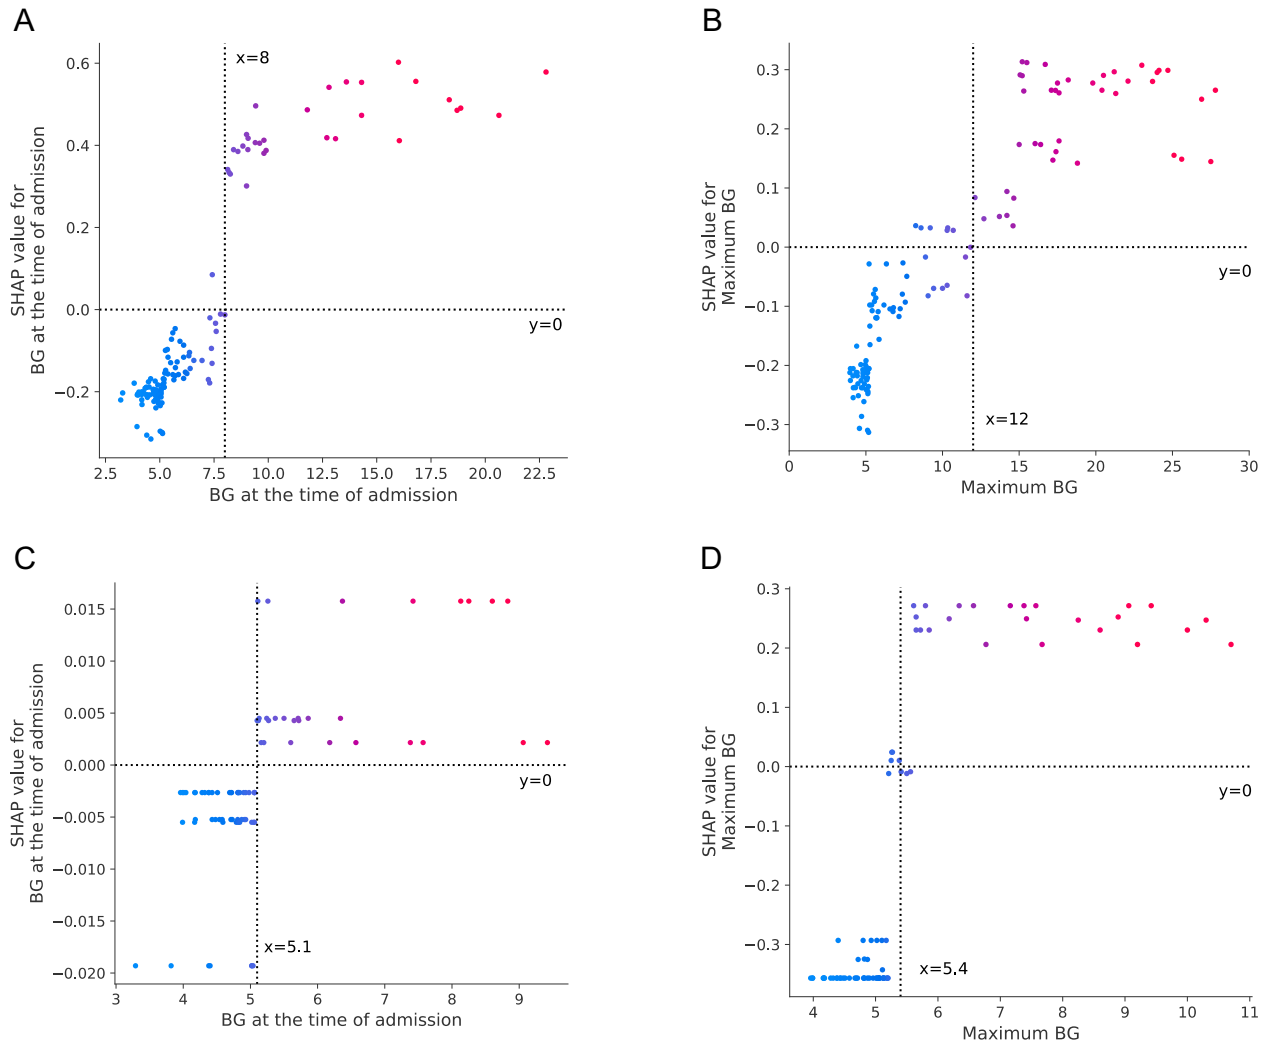 A
x=8
0.6
0.4
0.2
0.0
−0.2
y=0
SHAP value for
BG at the time of admission
2.5 5.0 7.5 10.0 12.5 15.0 17.5 20.0 22.5
BG at the time of admission
B
0.3
0.2
0.1
0.0
−0.1
−0.2
−0.3
y=0
x=12
SHAP value for
Maximum BG
0 5 10 15 20 25 30
Maximum BG
C
0.015
0.010
0.005
0.000
−0.005
−0.010
−0.015
−0.020
y=0
x=5.1
SHAP value for
BG at the time of admission
3 4 5 6 7 8 9
BG at the time of admission
D
0.3
0.2
0.1
0.0
−0.1
−0.2
−0.3
y=0
x=5.4
SHAP value for
Maximum BG
4 5 6 7 8 9 10 11
Maximum BG